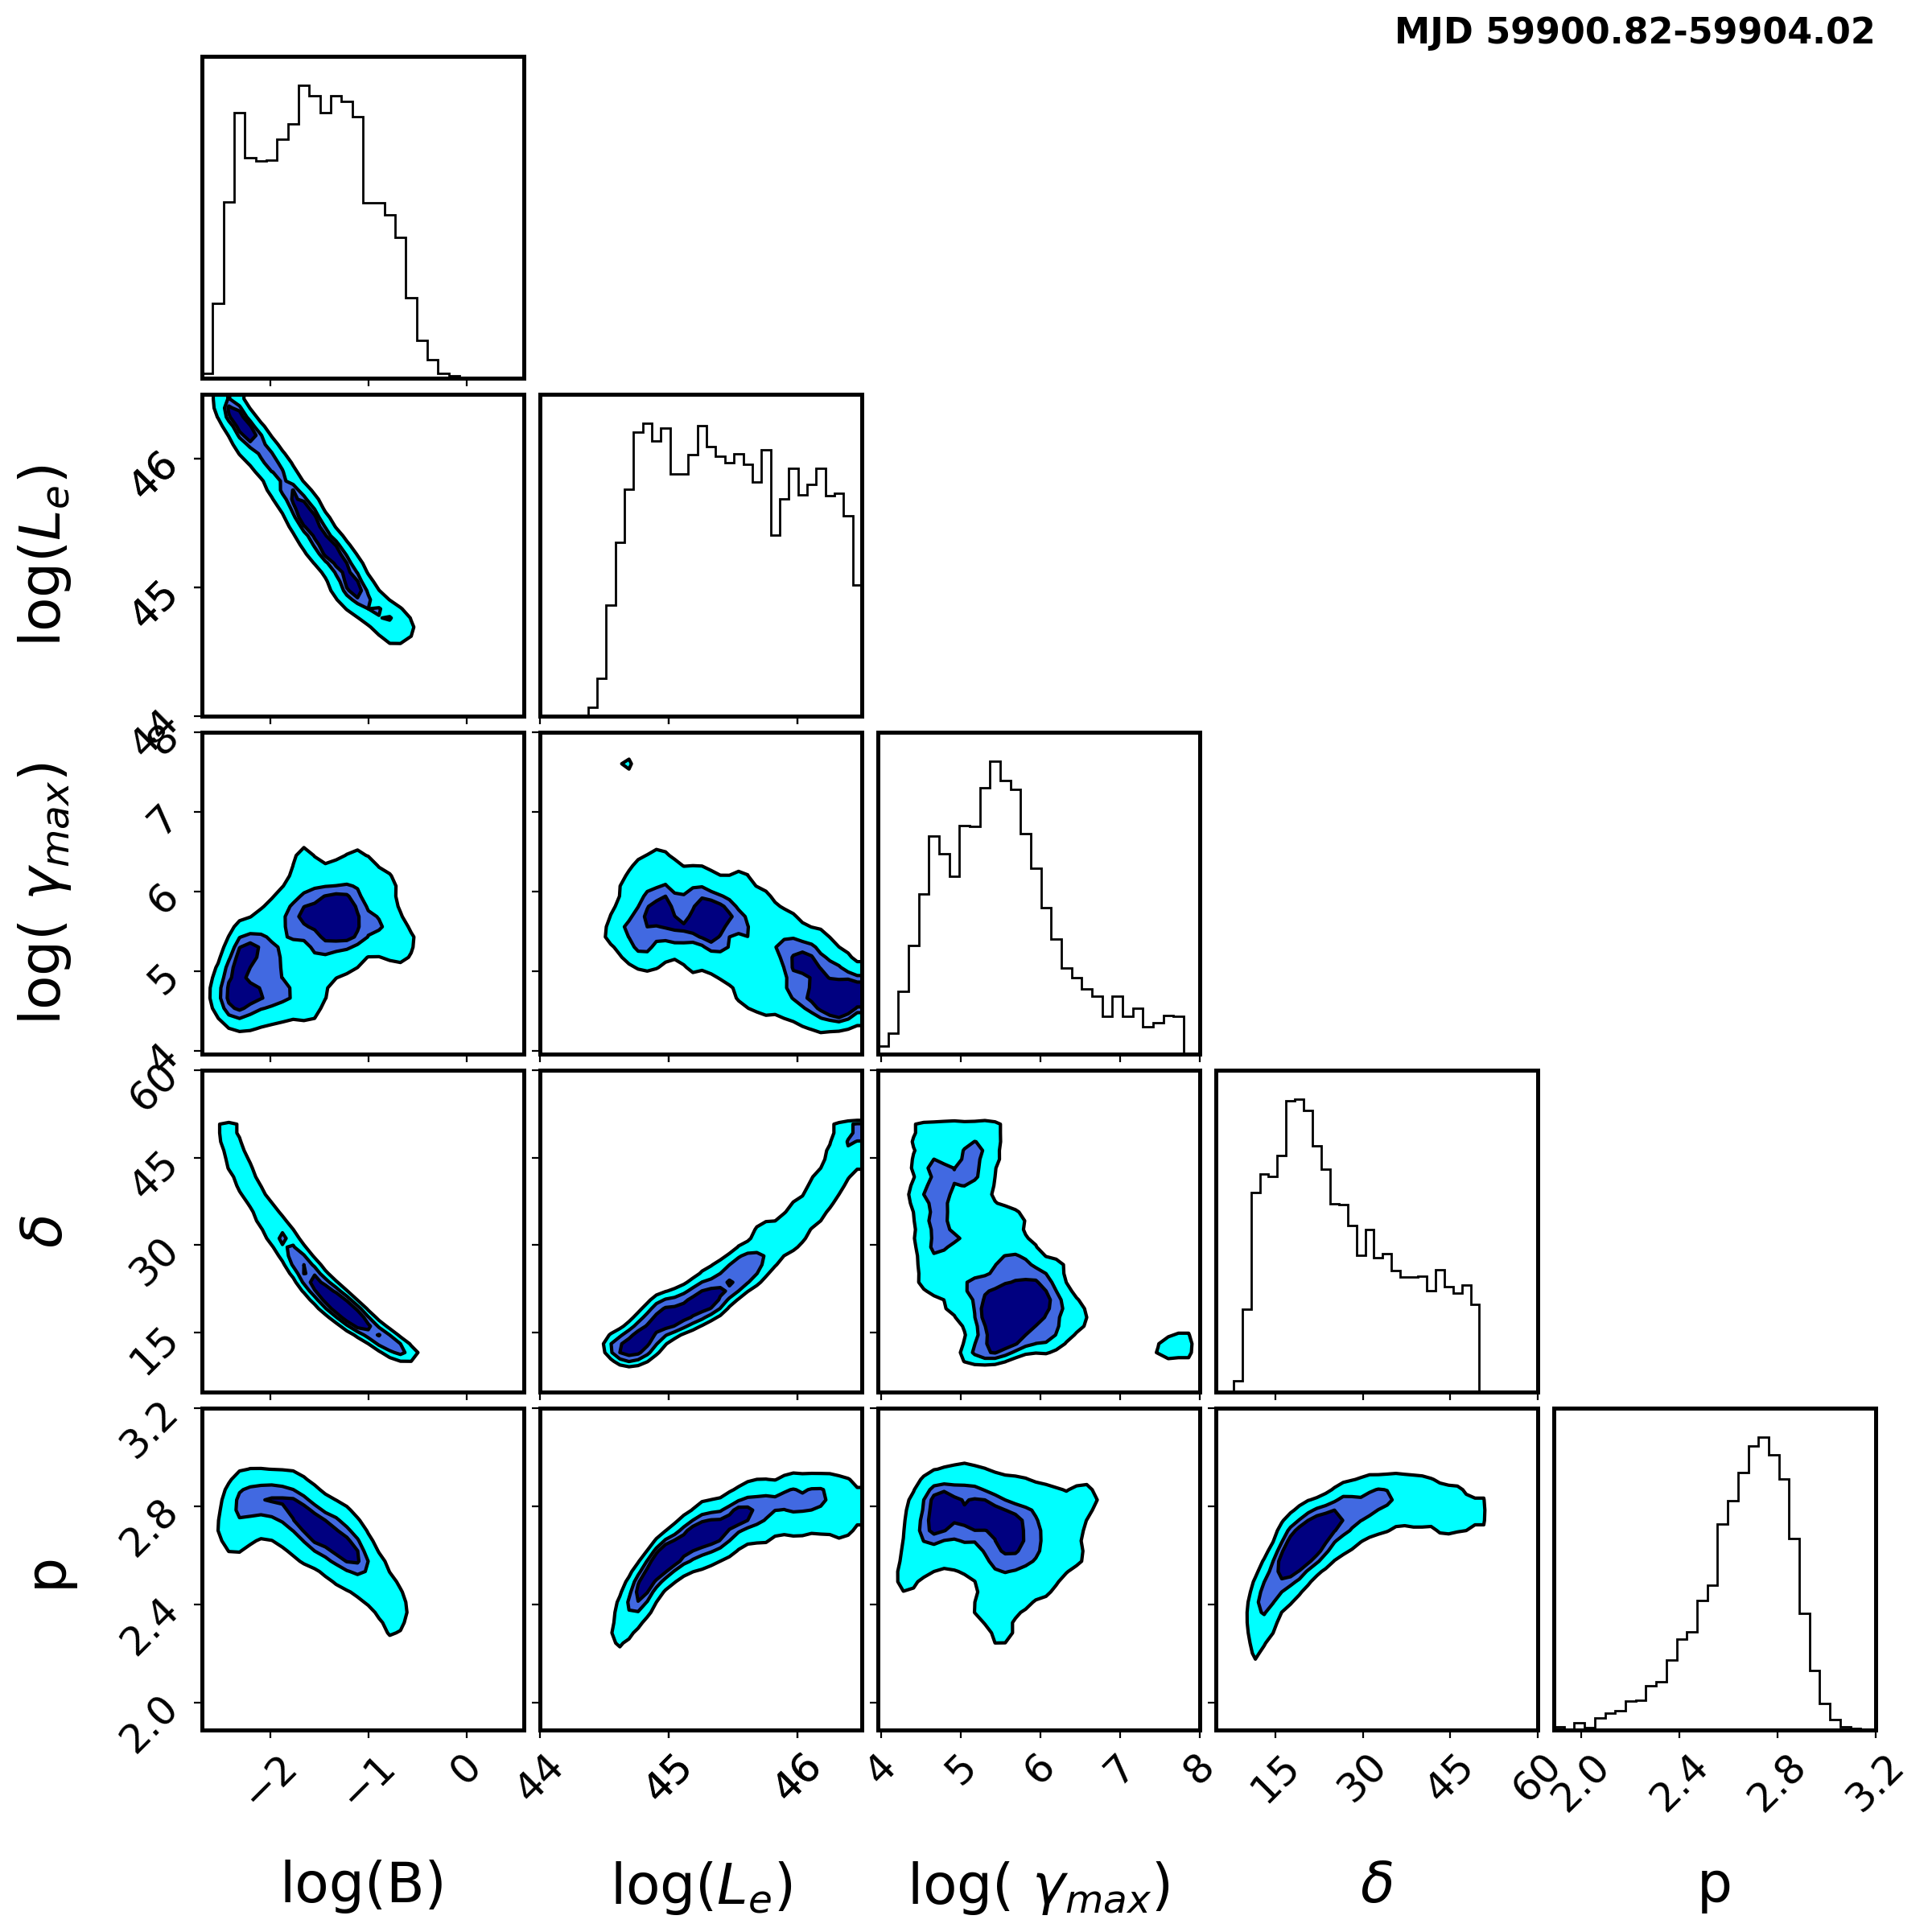 MJD 59900.82-59904.02
log(L_e)
46
45
44
log( γ_max)
8
7
6
5
4
δ
60
45
30
15
p
3.2
2.8
2.4
2.0
−2 −1 0 44 45 46 4 5 6 7 8 15 30 45 60 2.0 2.4 2.8 3.2
log(B) log(L_e) log( γ_max) δ p